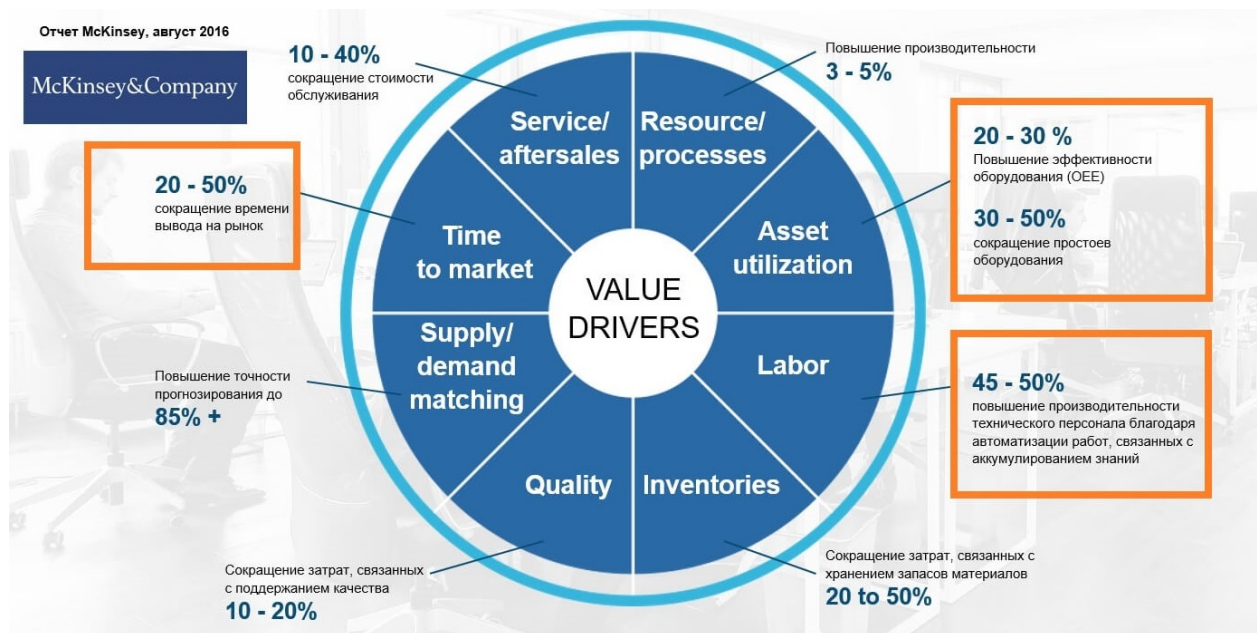 Отчет McKinsey, август 2016
McKinsey&Company
10 - 40%
сокращение стоимости
обслуживания
Повышение производительности
3 - 5%
20 - 50%
сокращение времени
вывода на рынок
20 - 30 %
Повышение эффективности
оборудования (OEE)
30 - 50%
сокращение простоев
оборудования
Service/
aftersales
Resource/
processes
Time
to market
Asset
utilization
VALUE
DRIVERS
Supply/
demand
matching
Labor
Quality
Inventories
Повышение точности
прогнозирования до
85% +
45 - 50%
повышение производительности
технического персонала благодаря
автоматизации работ, связанных с
аккумулированием знаний
Сокращение затрат, связанных
с поддержанием качества
10 - 20%
Сокращение затрат, связанных с
хранением запасов материалов
20 to 50%